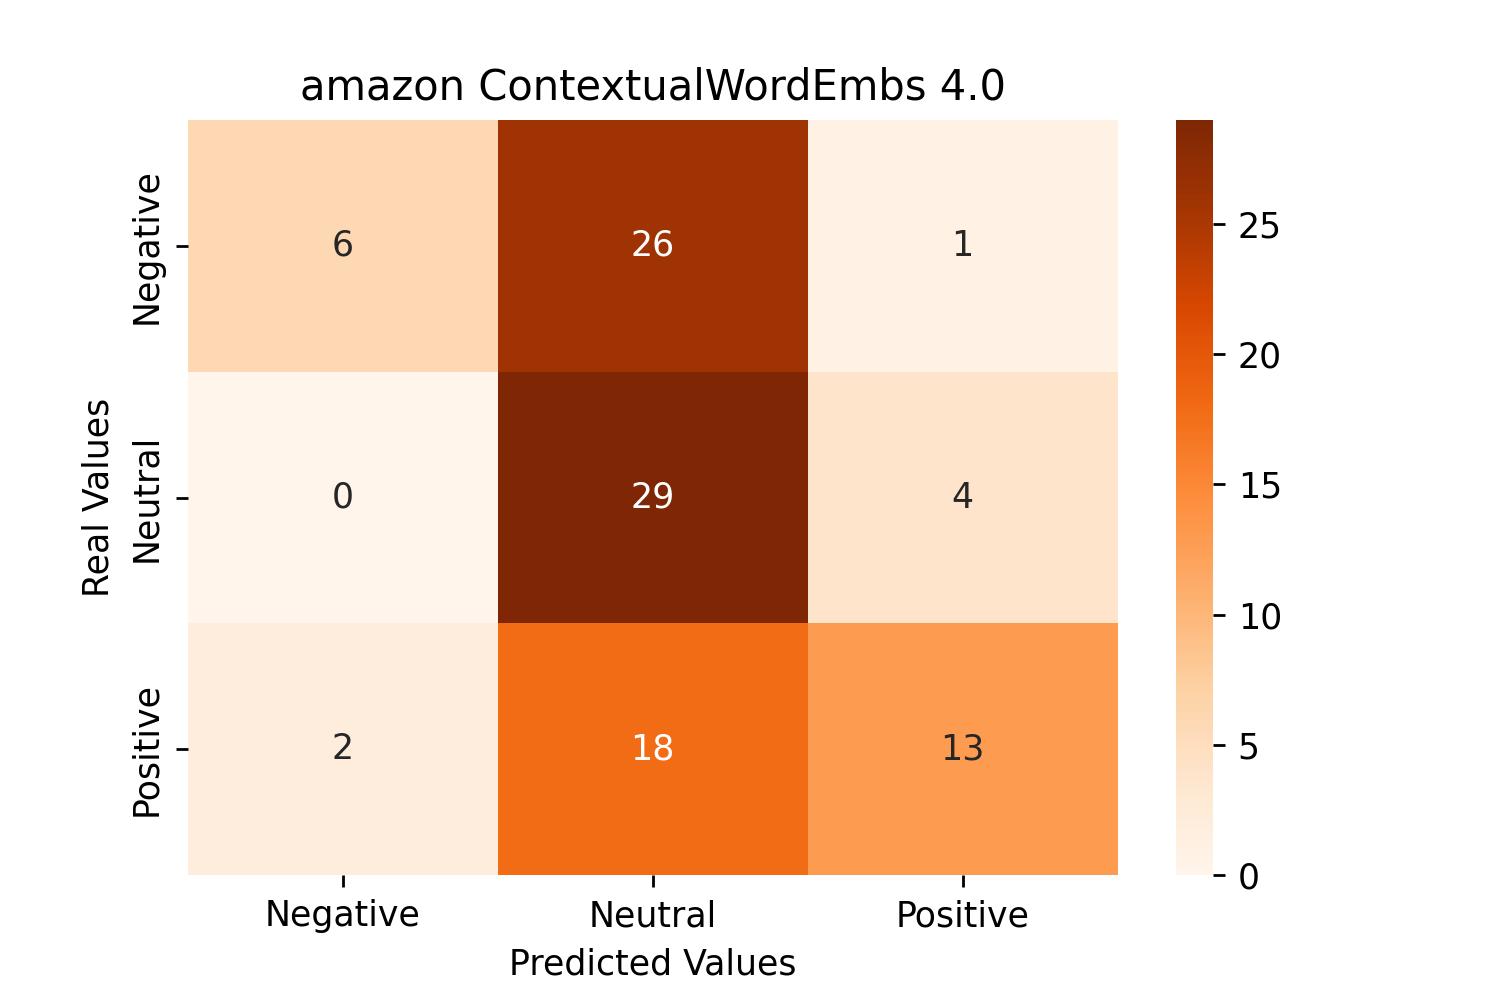 amazon ContextualWordEmbs 4.0
Real Values
Negative
6 26 1
Neutral
0 29 4
Positive
2 18 13
Negative Neutral Positive
Predicted Values
25
20
15
10
5
0